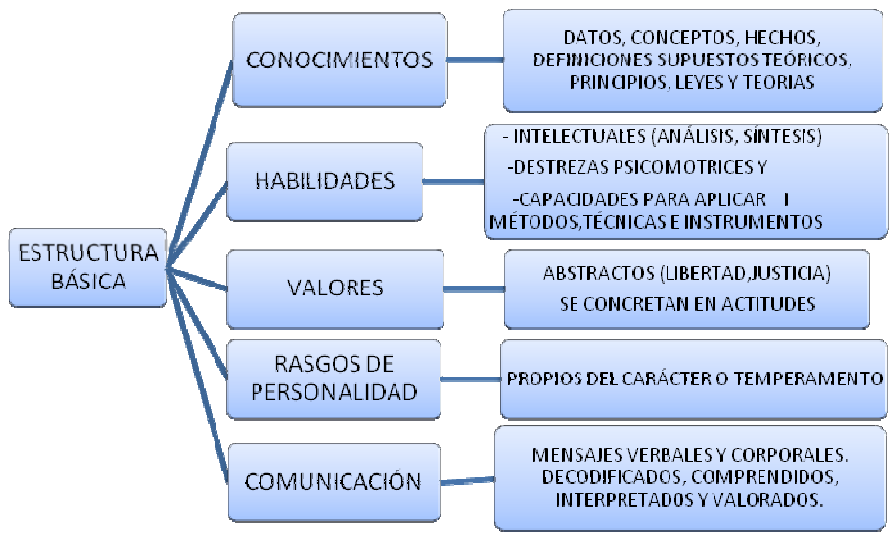 ESTRUCTURA
BÁSICA
CONOCIMIENTOS
DATOS, CONCEPTOS, HECHOS,
DEFINICIONES SUPUESTOS TEÓRICOS,
PRINCIPIOS, LEYES Y TEORIAS
HABILIDADES
- INTELECTUALES (ANÁLISIS, SÍNTESIS)
-DESTREZAS PSICOMOTRICES Y
-CAPACIDADES PARA APLICAR I
MÉTODOS,TÉCNICAS E INSTRUMENTOS
VALORES
ABSTRACTOS (LIBERTAD,JUSTICIA)
SE CONCRETAN EN ACTITUDES
RASGOS DE
PERSONALIDAD
PROPIOS DEL CARÁCTER O TEMPERAMENTO
COMUNICACIÓN
MENSAJES VERBALES Y CORPORALES.
DECODIFICADOS, COMPRENDIDOS,
INTERPRETADOS Y VALORADOS.